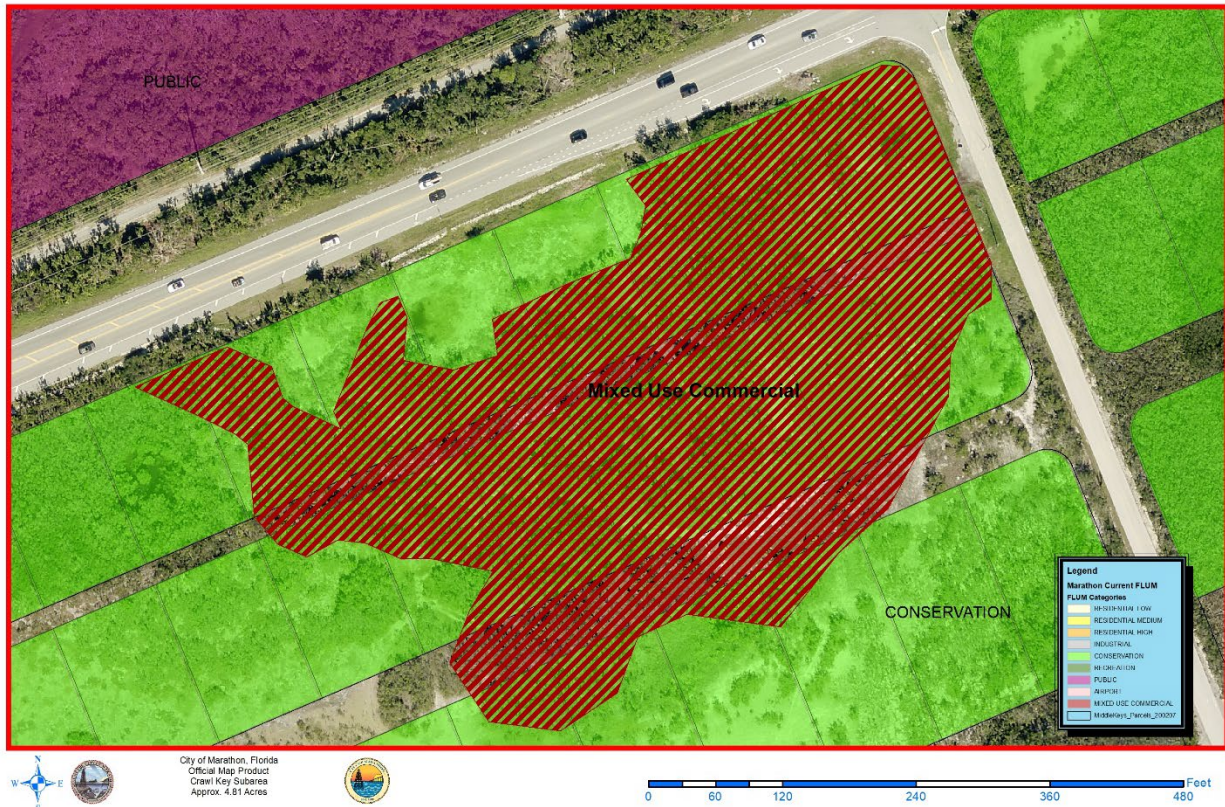 PUBLIC
Mixed Use Commercial
CONSERVATION
Legend
Marathon Current FLUM
FLUM Categories
RESIDENTIAL LOW
RESIDENTIAL MEDIUM
RESIDENTIAL HIGH
INDUSTRIAL
CONSERVATION
RECREATION
PUBLIC
AIRPORT
MIXED USE COMMERCIAL
MiddleKeys_Parcels_200207
N
W E
S
City of Marathon, Florida
Official Map Product
Crawl Key Subarea
Approx. 4.81 Acres
Feet
0 60 120 240 360 480